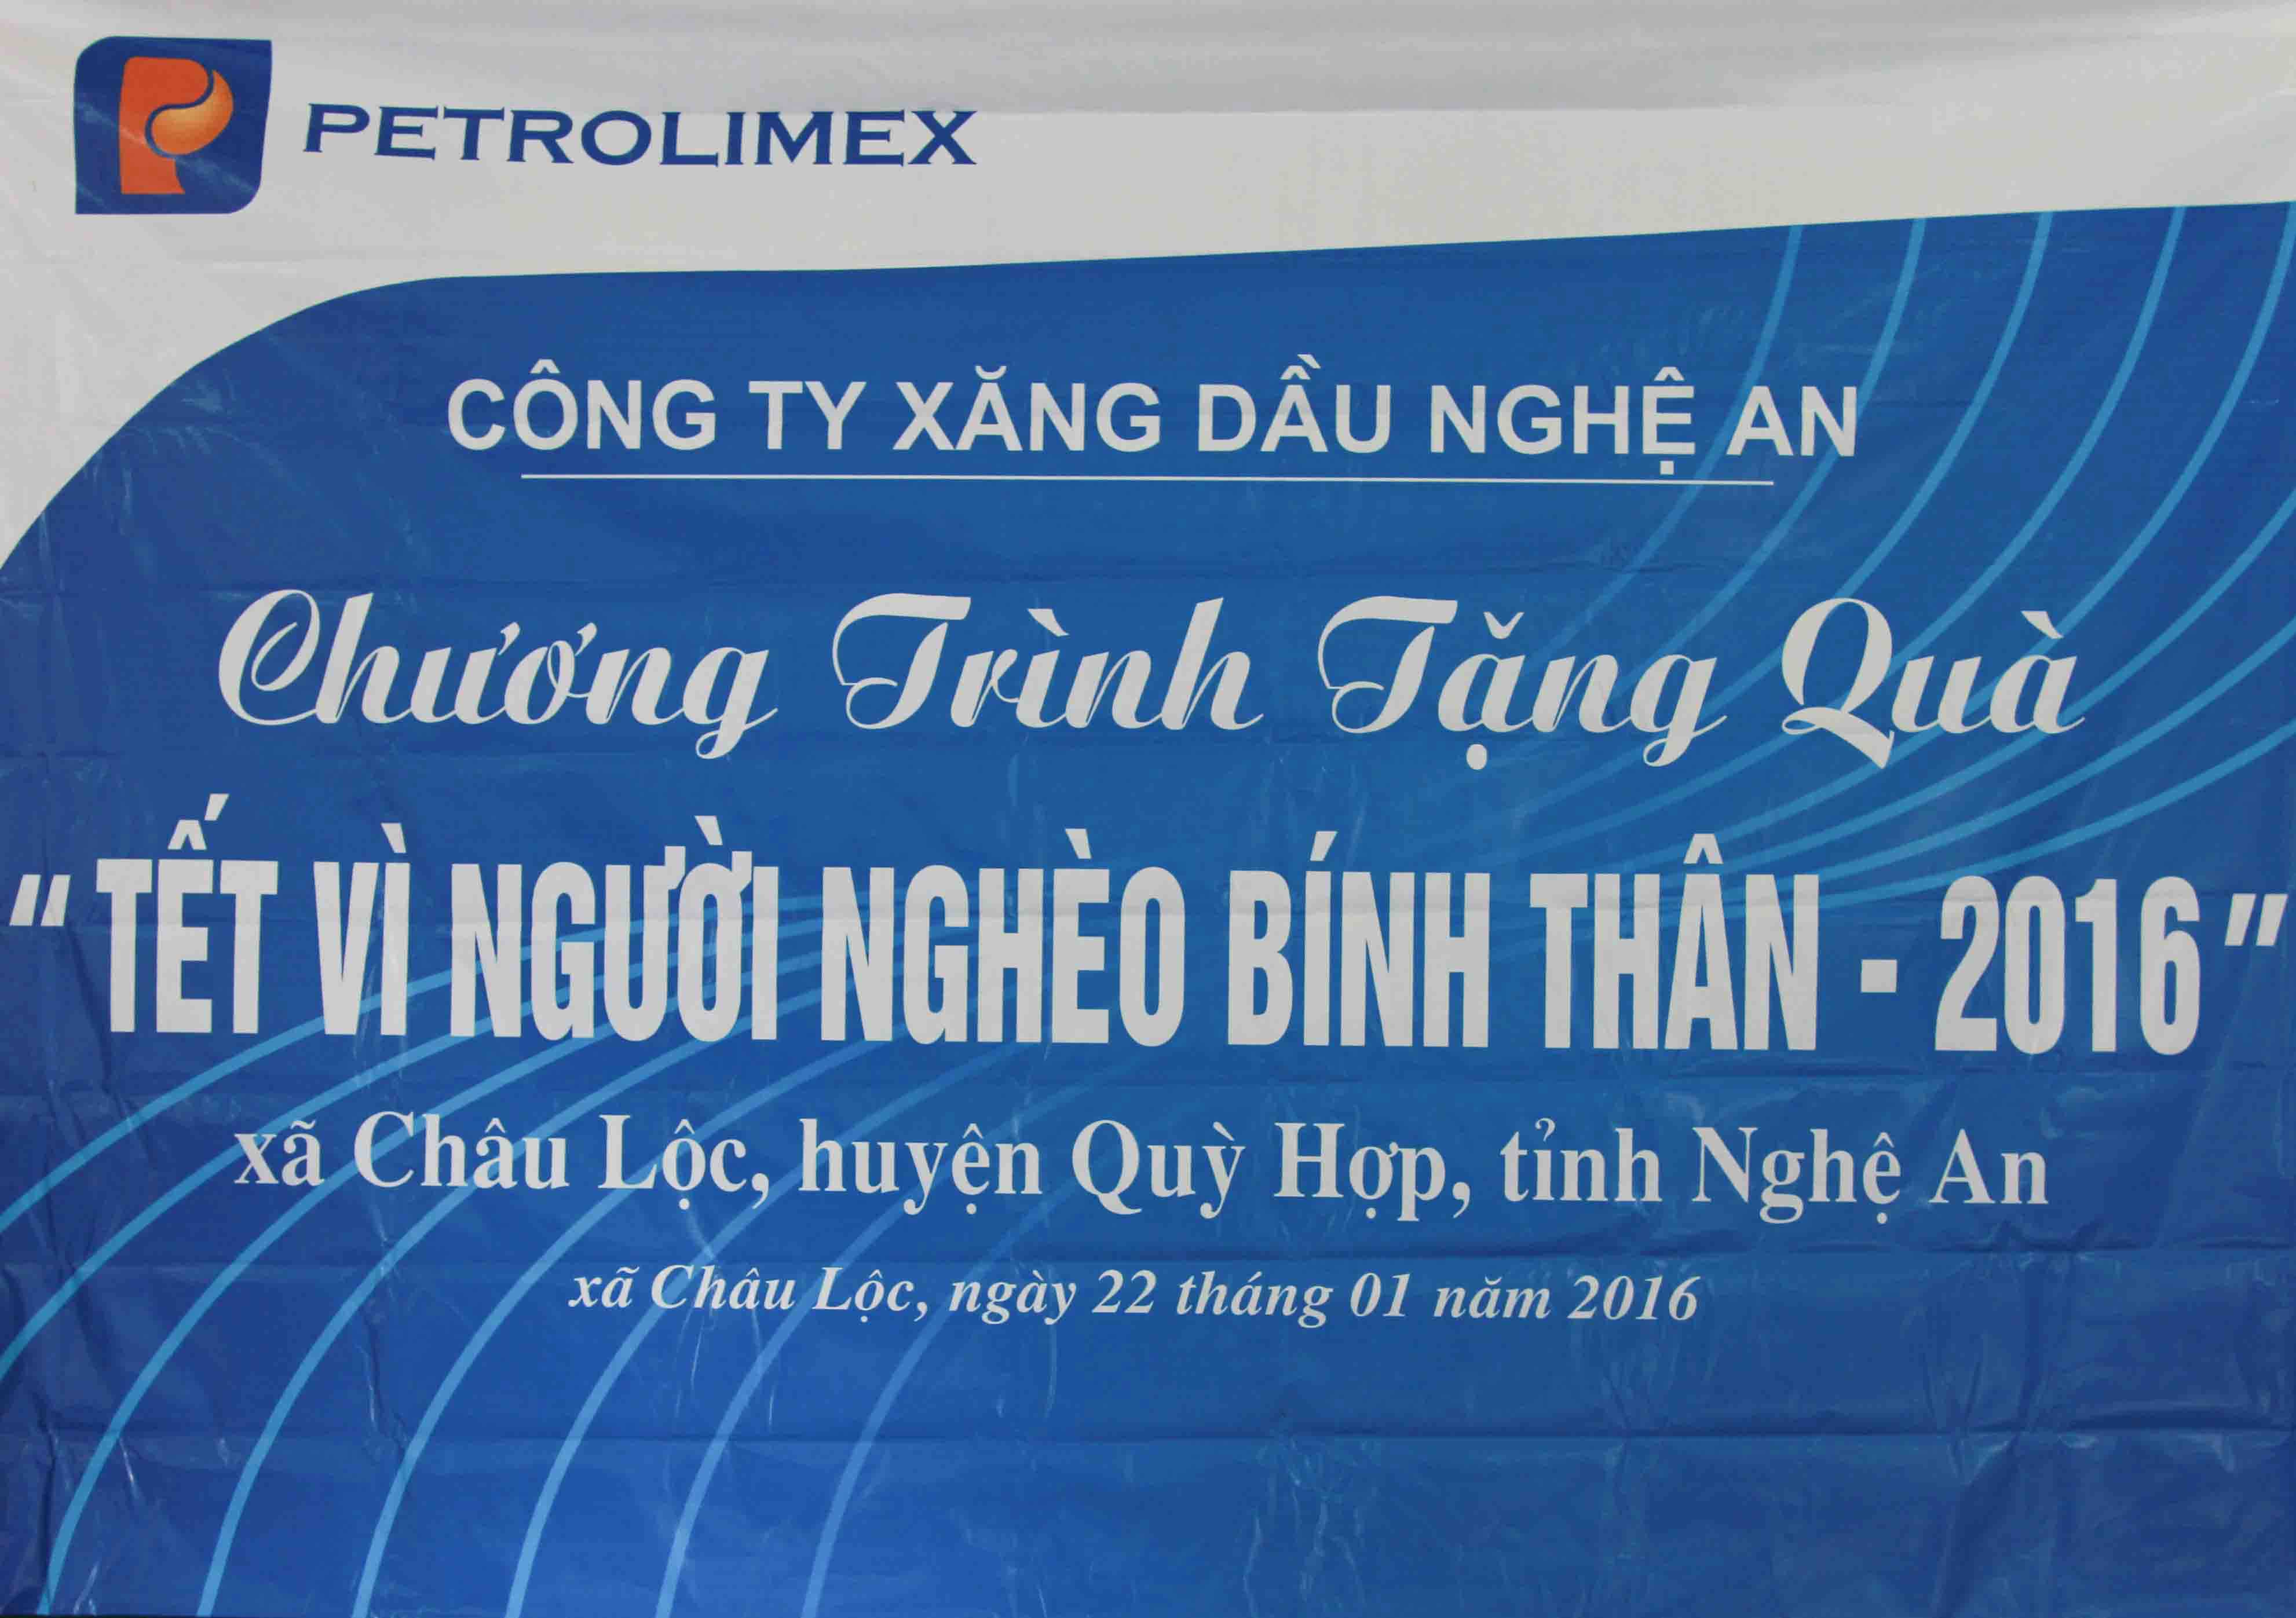 PETROLIMEX
CÔNG TY XĂNG DẦU NGHỆ AN
Chương Trình Tặng Quà
"TẾT VÌ NGƯỜI NGHÈO BÍNH THÂN - 2016"
xã Châu Lộc, huyện Quỳ Hợp, tỉnh Nghệ An
xã Châu Lộc, ngày 22 tháng 01 năm 2016